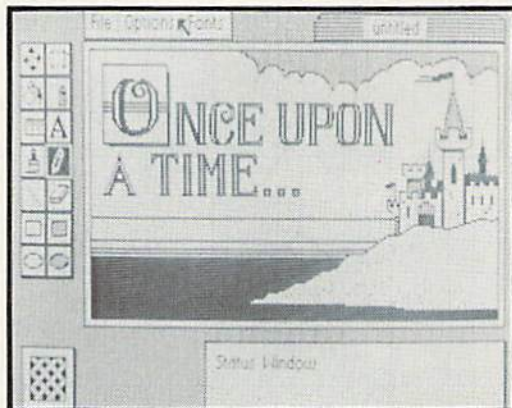 File Options Fonts
untitled
A
ONCE UPON
A TIME...
Status Window